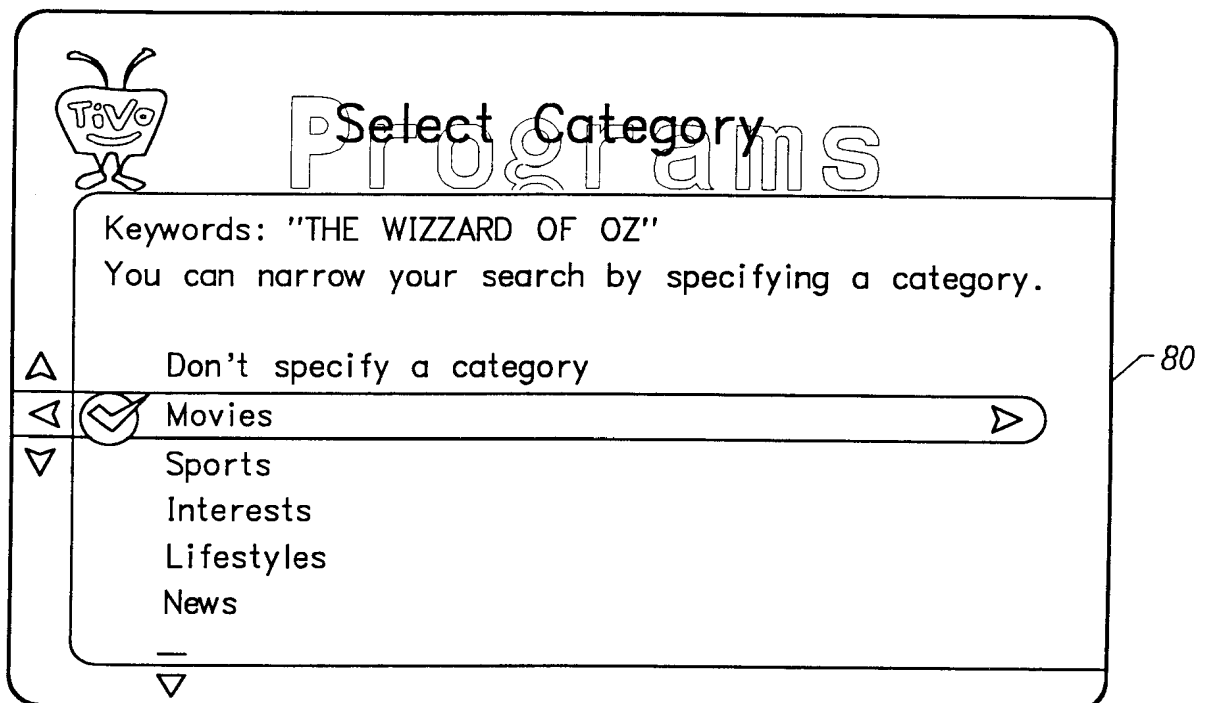 TiVo
Programs
Select Category
Keywords: "THE WIZZARD OF OZ"
You can narrow your search by specifying a category.
Don't specify a category
80
Movies
Sports
Interests
Lifestyles
News